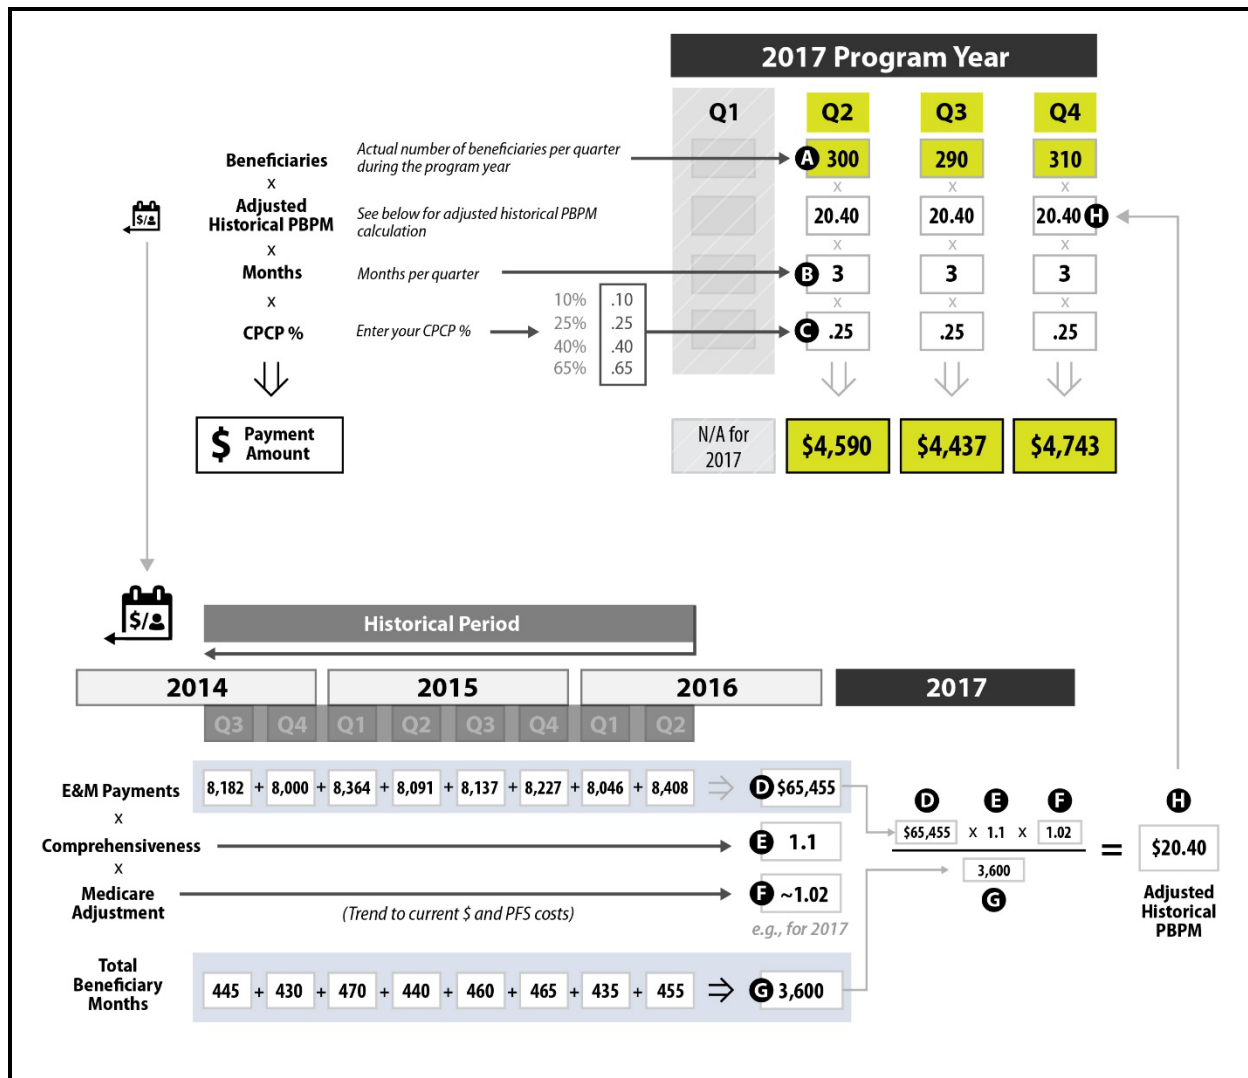 2017 Program Year
Q1 Q2 Q3 Q4
Beneficiaries
Actual number of beneficiaries per quarter
during the program year
A 300 290 310
x x x x
Adjusted
Historical PBPM
See below for adjusted historical PBPM
calculation
20.40 20.40 20.40 H
x x x x
Months
Months per quarter
B 3 3 3
x x x x
CPCP %
Enter your CPCP %
10% .10
25% .25
40% .40
65% .65
C .25 .25 .25
$ Payment
Amount
N/A for
2017
$4,590 $4,437 $4,743
$/
$/
Historical Period
2014 2015 2016 2017
Q3 Q4 Q1 Q2 Q3 Q4 Q1 Q2
E&M Payments
8,182 + 8,000 + 8,364 + 8,091 + 8,137 + 8,227 + 8,046 + 8,408 D $65,455
x
Comprehensiveness
E 1.1
x
Medicare
Adjustment
(Trend to current $ and PFS costs)
F ~1.02
e.g., for 2017
Total
Beneficiary
Months
445 + 430 + 470 + 440 + 460 + 465 + 435 + 455 G 3,600
D E F H
$65,455 x 1.1 x 1.02
3,600
G
= $20.40
Adjusted
Historical
PBPM